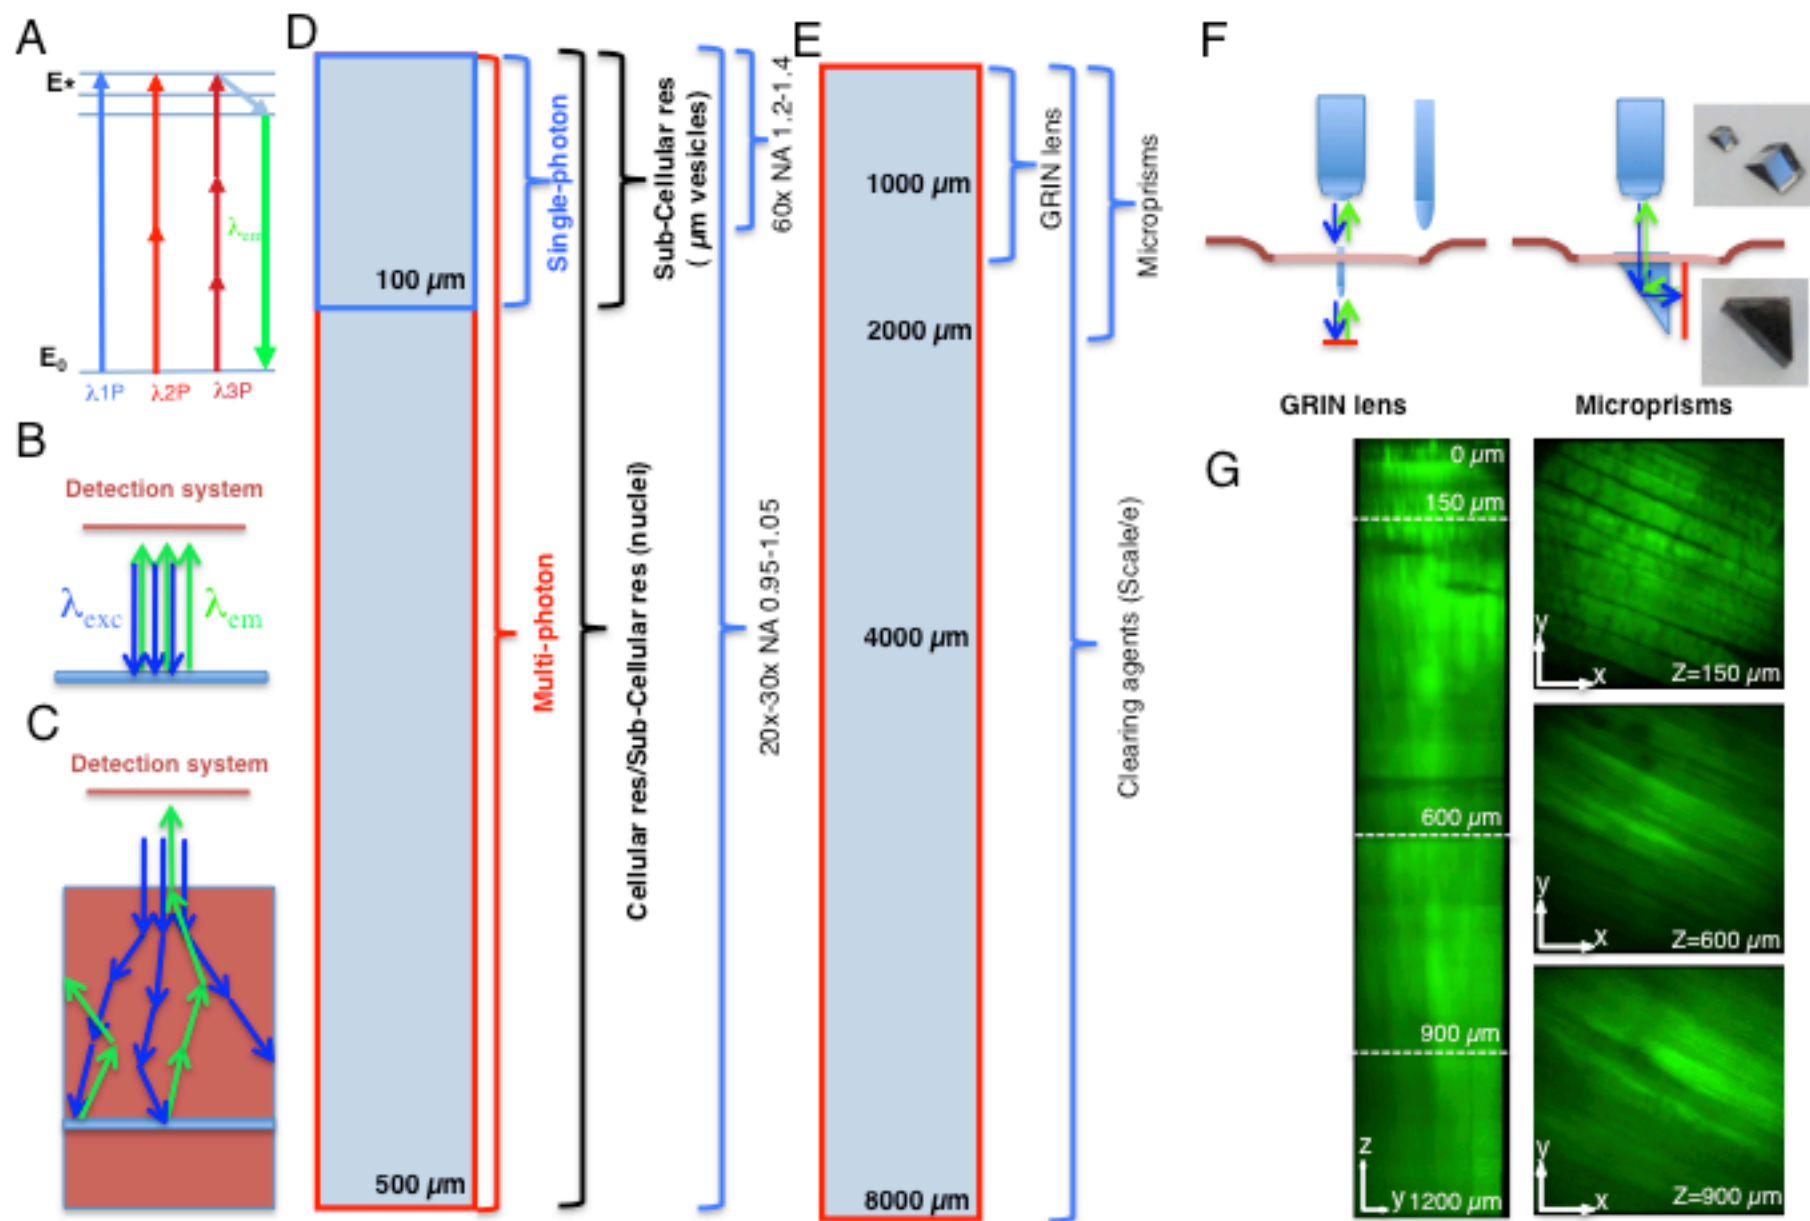 A
E*
E₀
λem
λ1P
λ2P
λ3P
B
Detection system
λexc
λem
C
Detection system
D
100 µm
500 µm
Single-photon
Multi-photon
Sub-Cellular res
( µm vesicles)
Cellular res/Sub-Cellular res (nuclei)
60x NA 1.2-1.4
20x-30x NA 0.95-1.05
E
1000 µm
2000 µm
4000 µm
8000 µm
GRIN lens
Microprisms
Clearing agents (Scale/e)
F
GRIN lens
Microprisms
G
0 µm
150 µm
600 µm
900 µm
z
y
1200 µm
y
x
Z=150 µm
y
x
Z=600 µm
y
x
Z=900 µm